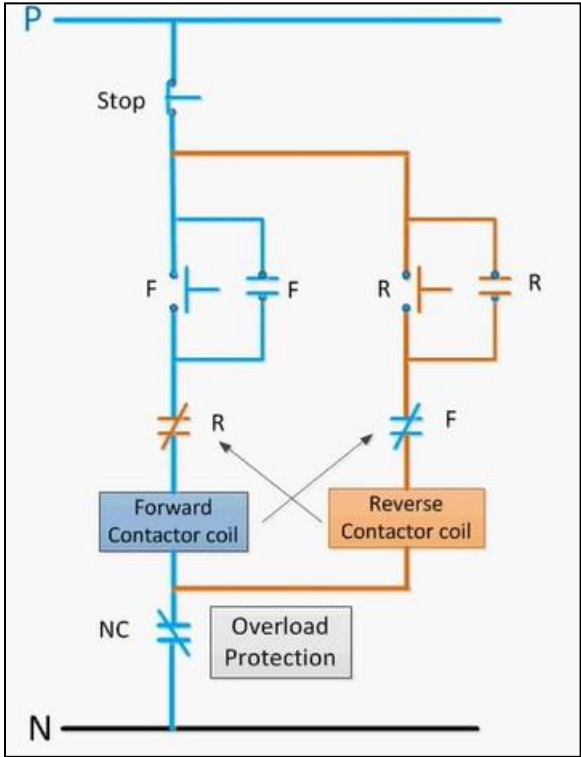 P
Stop
F
F
R
R
R
F
Forward
Contactor coil
Reverse
Contactor coil
NC
Overload
Protection
N